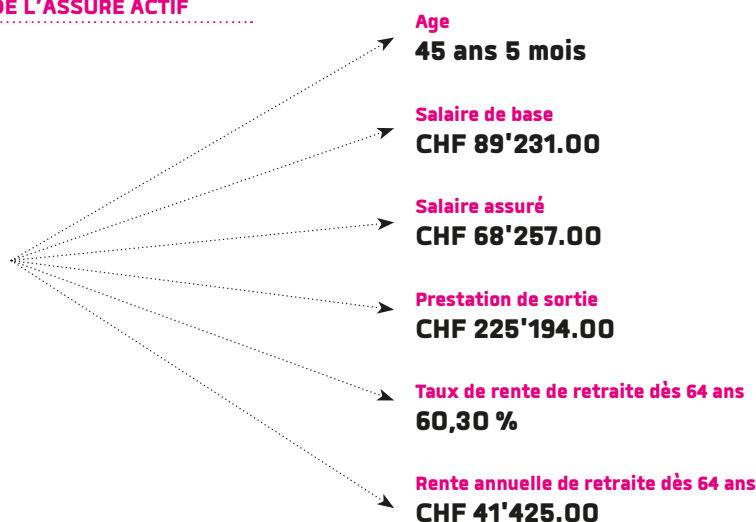 DE L'ASSURÉ ACTIF
Age
45 ans 5 mois
Salaire de base
CHF 89'231.00
Salaire assuré
CHF 68'257.00
Prestation de sortie
CHF 225'194.00
Taux de rente de retraite dès 64 ans
60,30 %
Rente annuelle de retraite dès 64 ans
CHF 41'425.00